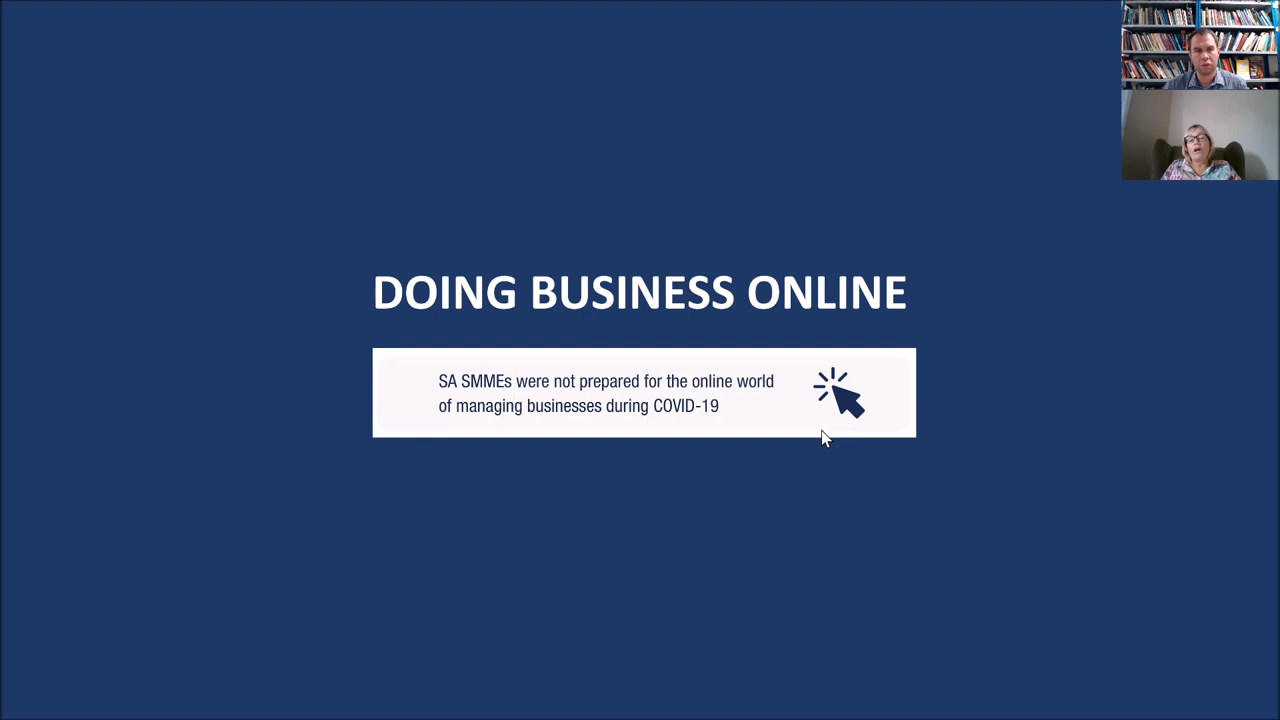 DOING BUSINESS ONLINE
SA SMMEs were not prepared for the online world
of managing businesses during COVID-19